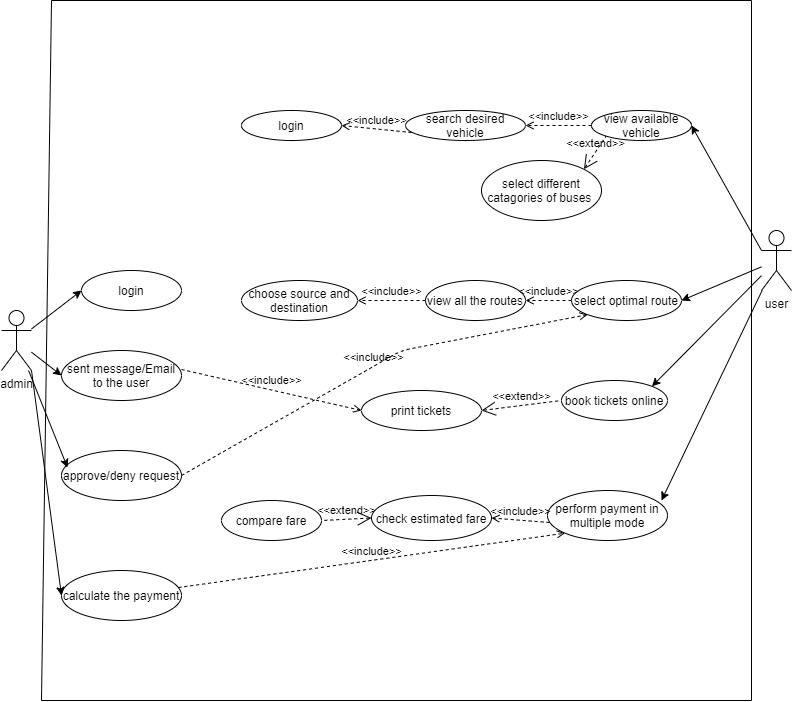 login
<<include>>
search desired
vehicle
<<include>>
view available
vehicle
<<extend>>
select different
catagories of buses
user
login
choose source and
destination
<<include>>
view all the routes
<<include>>
select optimal route
admin
sent message/Email
to the user
<<include>>
<<include>>
print tickets
<<extend>>
book tickets online
approve/deny request
compare fare
<<extend>>
check estimated fare
<<include>>
perform payment in
multiple mode
<<include>>
calculate the payment